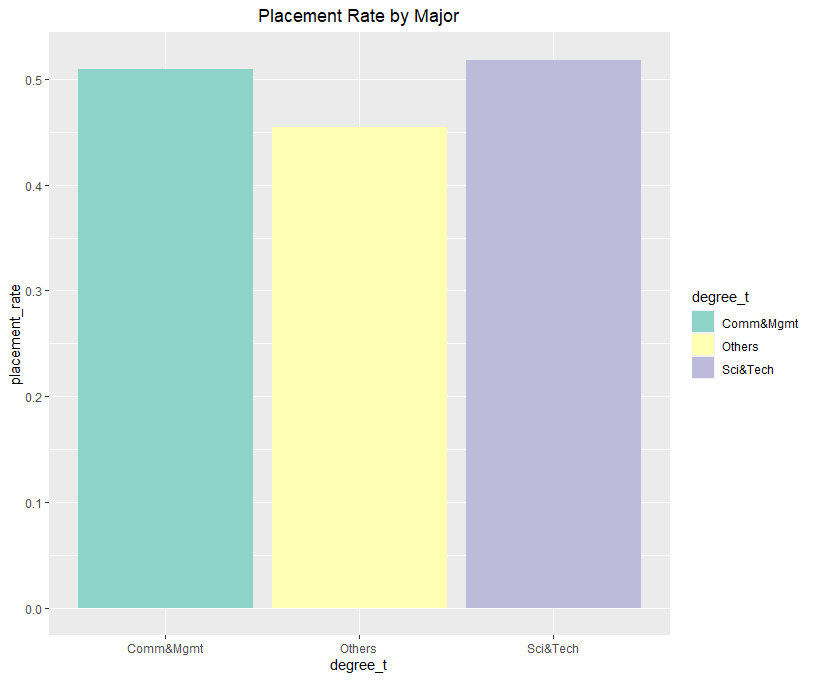 Placement Rate by Major
placement_rate
0.5
0.4
0.3
0.2
0.1
0.0
Comm&Mgmt
Others
Sci&Tech
degree_t
degree_t
Comm&Mgmt
Others
Sci&Tech